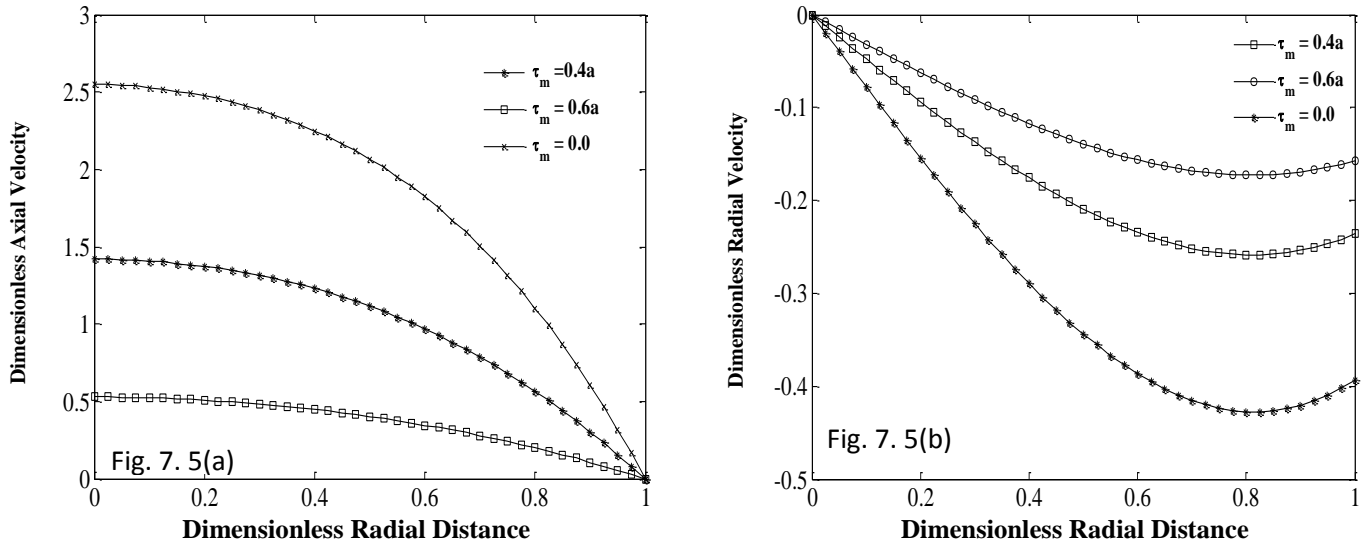 3
2.5
2
1.5
1
0.5
0
Dimensionless Axial Velocity
τm =0.4a
τm = 0.6a
τm = 0.0
Fig. 7. 5(a)
0 0.2 0.4 0.6 0.8 1
Dimensionless Radial Distance
0
-0.1
-0.2
-0.3
-0.4
-0.5
Dimensionless Radial Velocity
τm = 0.4a
τm = 0.6a
τm = 0.0
Fig. 7. 5(b)
0 0.2 0.4 0.6 0.8 1
Dimensionless Radial Distance